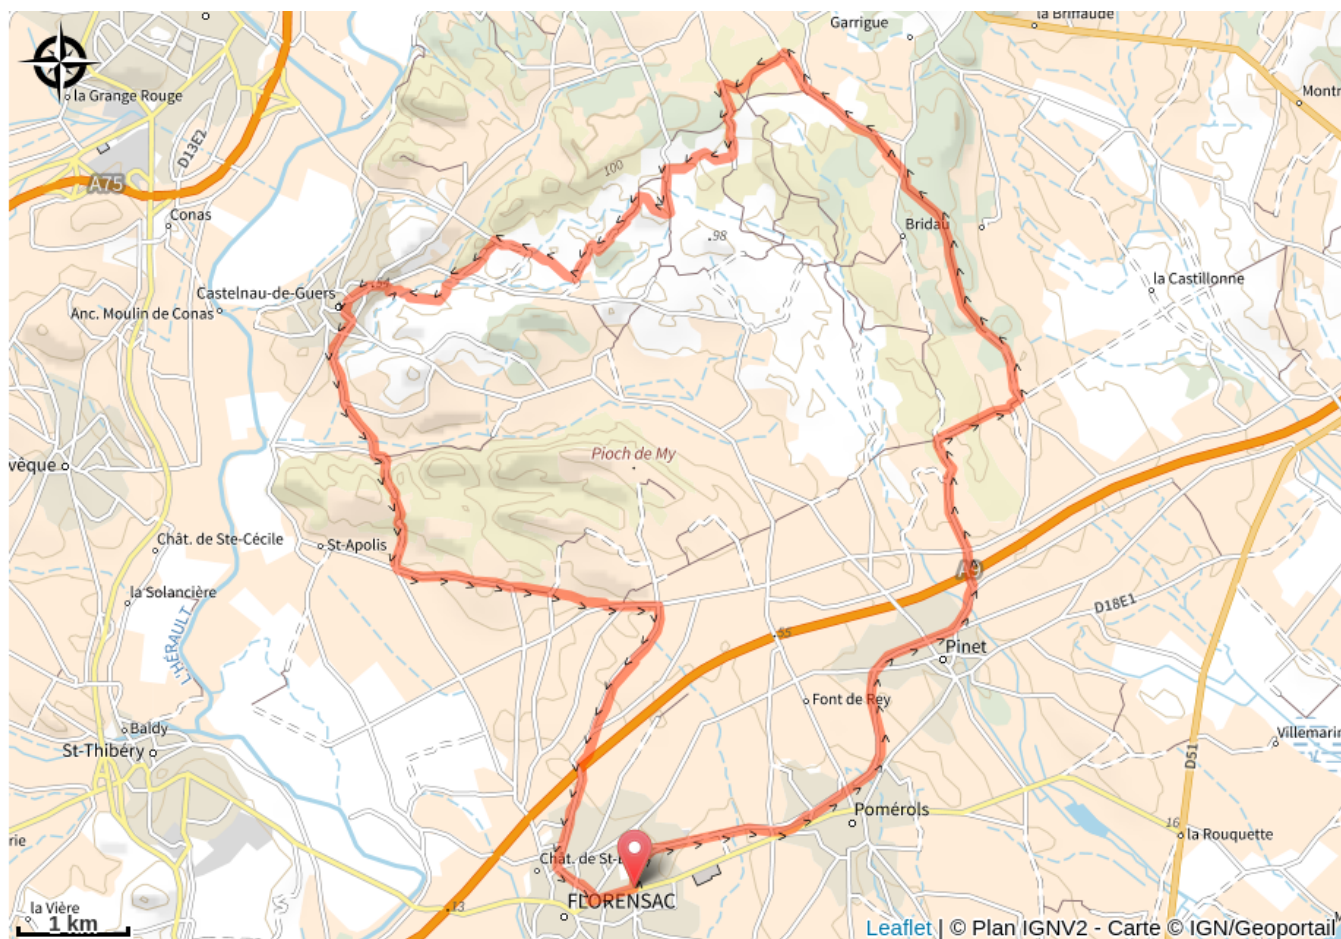 Garrigue
la Briffaude
la Grange Rouge
D13E2
100
A75
Conas
Bridau
98
la Castillonne
Castelnau-de-Guers
Anc. Moulin de Conas
Pioch de My
vêque
Chât. de Ste-Cécile
St-Apolis
A9
la Solancière
D18E1
55
L'HÉRAULT
Pinet
Font de Rey
Baldy
Villemarin
St-Thibéry
D51
Pomérols
16
la Rouquette
rie
Chât. de St-
FLORENSAC
la Vière
13
1 km
Leaflet | © Plan IGNV2 - Carte © IGN/Geoportail